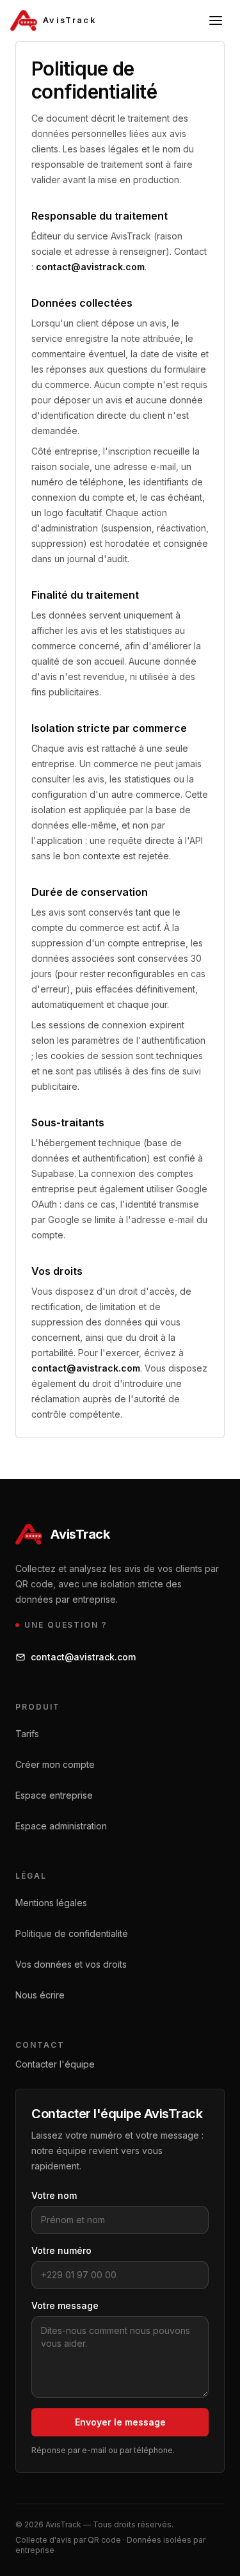 AvisTrack
Politique de
confidentialité
Ce document décrit le traitement des
données personnelles liées aux avis
clients. Les bases légales et le nom du
responsable de traitement sont à faire
valider avant la mise en production.
Responsable du traitement
Éditeur du service AvisTrack (raison
sociale et adresse à renseigner). Contact
: contact@avistrack.com.
Données collectées
Lorsqu'un client dépose un avis, le
service enregistre la note attribuée, le
commentaire éventuel, la date de visite et
les réponses aux questions du formulaire
du commerce. Aucun compte n'est requis
pour déposer un avis et aucune donnée
d'identification directe du client n'est
demandée.
Côté entreprise, l'inscription recueille la
raison sociale, une adresse e-mail, un
numéro de téléphone, les identifiants de
connexion du compte et, le cas échéant,
un logo facultatif. Chaque action
d'administration (suspension, réactivation,
suppression) est horodatée et consignée
dans un journal d'audit.
Finalité du traitement
Les données servent uniquement à
afficher les avis et les statistiques au
commerce concerné, afin d'améliorer la
qualité de son accueil. Aucune donnée
d'avis n'est revendue, ni utilisée à des
fins publicitaires.
Isolation stricte par commerce
Chaque avis est rattaché à une seule
entreprise. Un commerce ne peut jamais
consulter les avis, les statistiques ou la
configuration d'un autre commerce. Cette
isolation est appliquée par la base de
données elle-même, et non par
l'application : une requête directe à l'API
sans le bon contexte est rejetée.
Durée de conservation
Les avis sont conservés tant que le
compte du commerce est actif. À la
suppression d'un compte entreprise, les
données associées sont conservées 30
jours (pour rester reconfigurables en cas
d'erreur), puis effacées définitivement,
automatiquement et chaque jour.
Les sessions de connexion expirent
selon les paramètres de l'authentification
; les cookies de session sont techniques
et ne sont pas utilisés à des fins de suivi
publicitaire.
Sous-traitants
L'hébergement technique (base de
données et authentification) est confié à
Supabase. La connexion des comptes
entreprise peut également utiliser Google
OAuth : dans ce cas, l'identité transmise
par Google se limite à l'adresse e-mail du
compte.
Vos droits
Vous disposez d'un droit d'accès, de
rectification, de limitation et de
suppression des données qui vous
concernent, ainsi que du droit à la
portabilité. Pour l'exercer, écrivez à
contact@avistrack.com. Vous disposez
également du droit d'introduire une
réclamation auprès de l'autorité de
contrôle compétente.
AvisTrack
Collectez et analysez les avis de vos clients par
QR code, avec une isolation stricte des
données par entreprise.
UNE QUESTION ?
contact@avistrack.com
PRODUIT
Tarifs
Créer mon compte
Espace entreprise
Espace administration
LÉGAL
Mentions légales
Politique de confidentialité
Vos données et vos droits
Nous écrire
CONTACT
Contacter l'équipe
Contacter l'équipe AvisTrack
Laissez votre numéro et votre message :
notre équipe revient vers vous
rapidement.
Votre nom
Prénom et nom
Votre numéro
+229 01 97 00 00
Votre message
Dites-nous comment nous pouvons
vous aider.
Envoyer le message
Réponse par e-mail ou par téléphone.
© 2026 AvisTrack — Tous droits réservés.
Collecte d'avis par QR code · Données isolées par
entreprise